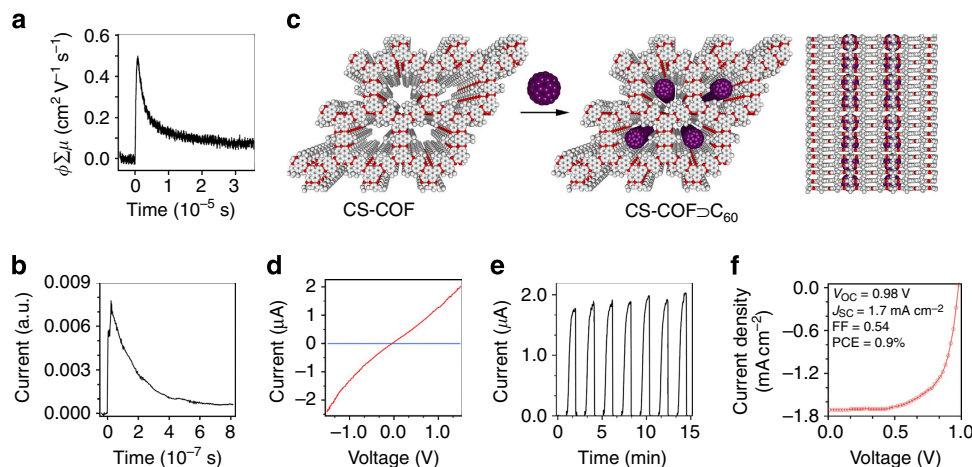 a
ϕΣμ (cm² V⁻¹ s⁻¹)
0.6
0.4
0.2
0.0
0 1 2 3
Time (10⁻⁵ s)
c
CS-COF
CS-COF⊃C₆₀
b
Current (a.u.)
0.009
0.006
0.003
0.000
0 2 4 6 8
Time (10⁻⁷ s)
d
Current (μA)
2
1
0
−1
−2
−1.0 0.0 1.0
Voltage (V)
e
Current (μA)
2.0
1.0
0.0
0 5 10 15
Time (min)
f
Current density
(mA cm⁻²)
0.0
−0.6
−1.2
−1.8
V_OC = 0.98 V
J_SC = 1.7 mA cm⁻²
FF = 0.54
PCE = 0.9%
0.0 0.5 1.0
Voltage (V)